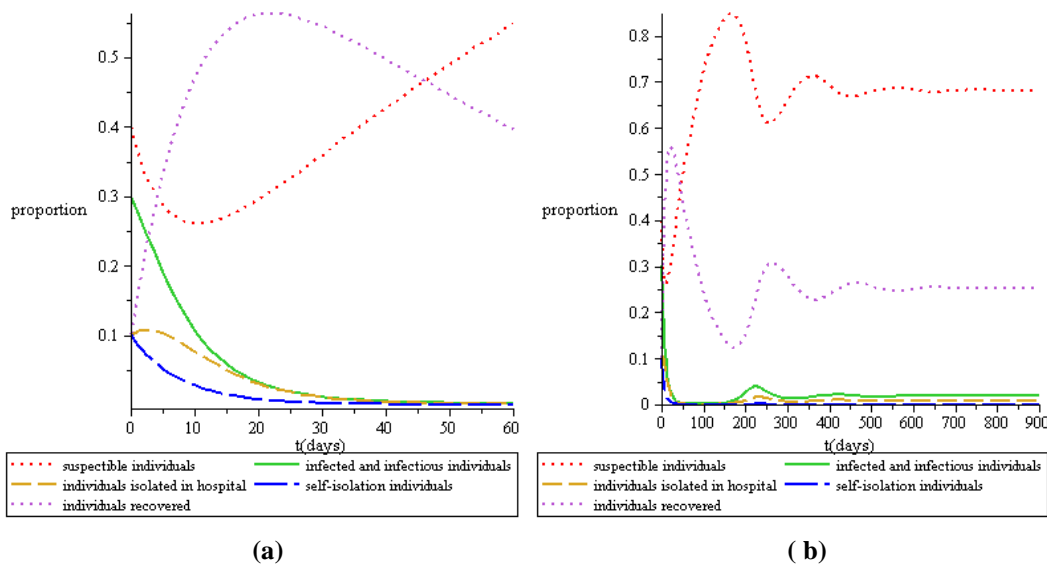 0.5
0.4
0.3
proportion
0.2
0.1
0 10 20 30 40 50 60
t(days)
suspectible individuals
infected and infectious individuals
individuals isolated in hospital
self-isolation individuals
individuals recovered
(a)
0.8
0.7
0.6
0.5
proportion
0.4
0.3
0.2
0.1
0
0 100 200 300 400 500 600 700 800 900
t(days)
suspectible individuals
infected and infectious individuals
individuals isolated in hospital
self-isolation individuals
individuals recovered
( b)